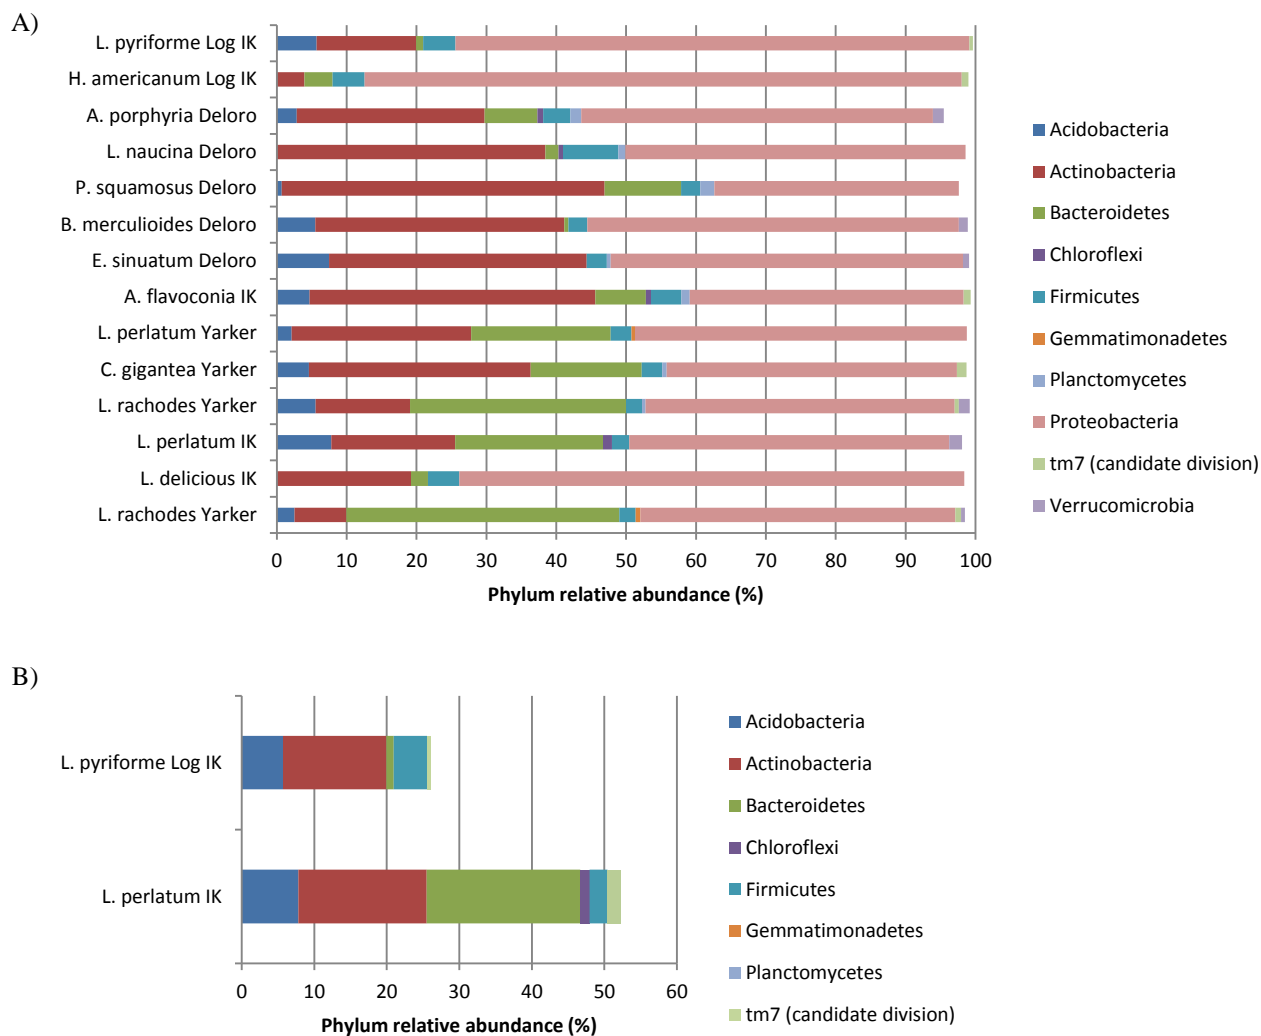 A)
L. pyriforme Log IK
H. americanum Log IK
A. porphyria Deloro
L. naucina Deloro
P. squamosus Deloro
B. merculioides Deloro
E. sinuatum Deloro
A. flavoconia IK
L. perlatum Yarker
C. gigantea Yarker
L. rachodes Yarker
L. perlatum IK
L. delicious IK
L. rachodes Yarker
0 10 20 30 40 50 60 70 80 90 100
Phylum relative abundance (%)
Acidobacteria
Actinobacteria
Bacteroidetes
Chloroflexi
Firmicutes
Gemmatimonadetes
Planctomycetes
Proteobacteria
tm7 (candidate division)
Verrucomicrobia
B)
L. pyriforme Log IK
L. perlatum IK
0 10 20 30 40 50 60
Phylum relative abundance (%)
Acidobacteria
Actinobacteria
Bacteroidetes
Chloroflexi
Firmicutes
Gemmatimonadetes
Planctomycetes
tm7 (candidate division)